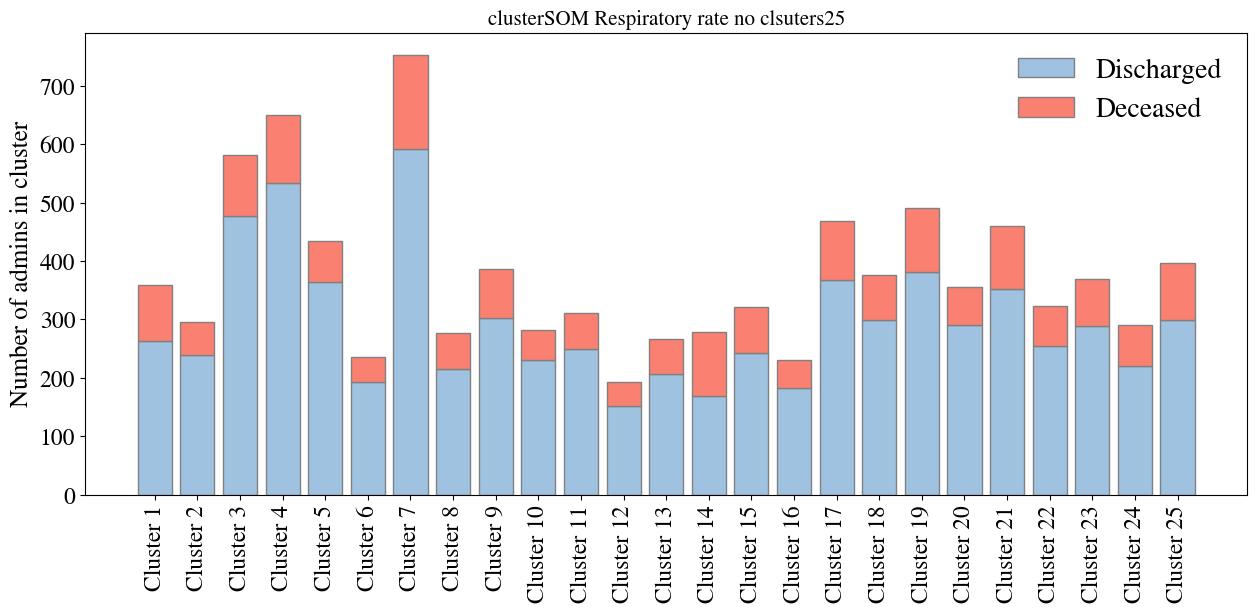 clusterSOM Respiratory rate no clsuters25
Discharged
Deceased
Number of admins in cluster
700
600
500
400
300
200
100
0
Cluster 1
Cluster 2
Cluster 3
Cluster 4
Cluster 5
Cluster 6
Cluster 7
Cluster 8
Cluster 9
Cluster 10
Cluster 11
Cluster 12
Cluster 13
Cluster 14
Cluster 15
Cluster 16
Cluster 17
Cluster 18
Cluster 19
Cluster 20
Cluster 21
Cluster 22
Cluster 23
Cluster 24
Cluster 25